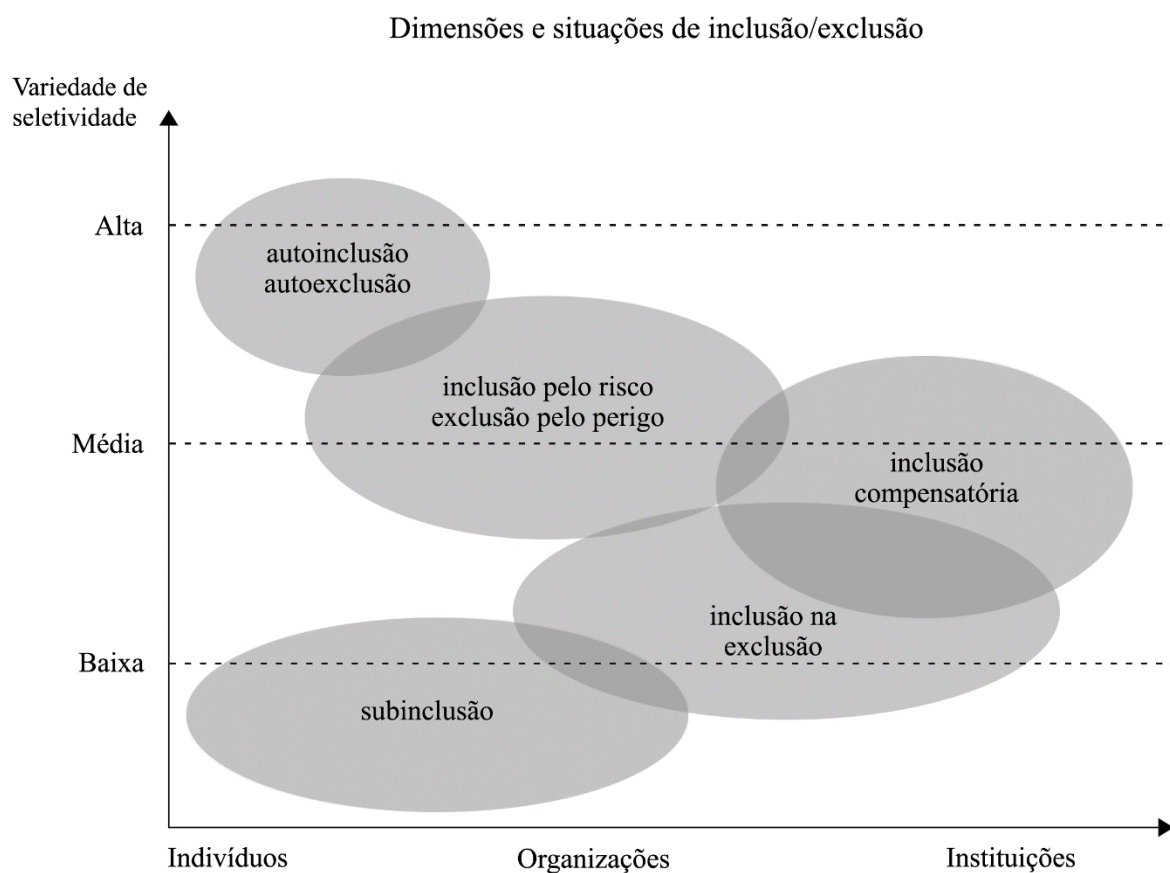 Dimensões e situações de inclusão/exclusão
Variedade de
seletividade
Alta
autoinclusão
autoexclusão
inclusão pelo risco
exclusão pelo perigo
Média
inclusão
compensatória
inclusão na
exclusão
Baixa
subinclusão
Indivíduos
Organizações
Instituições